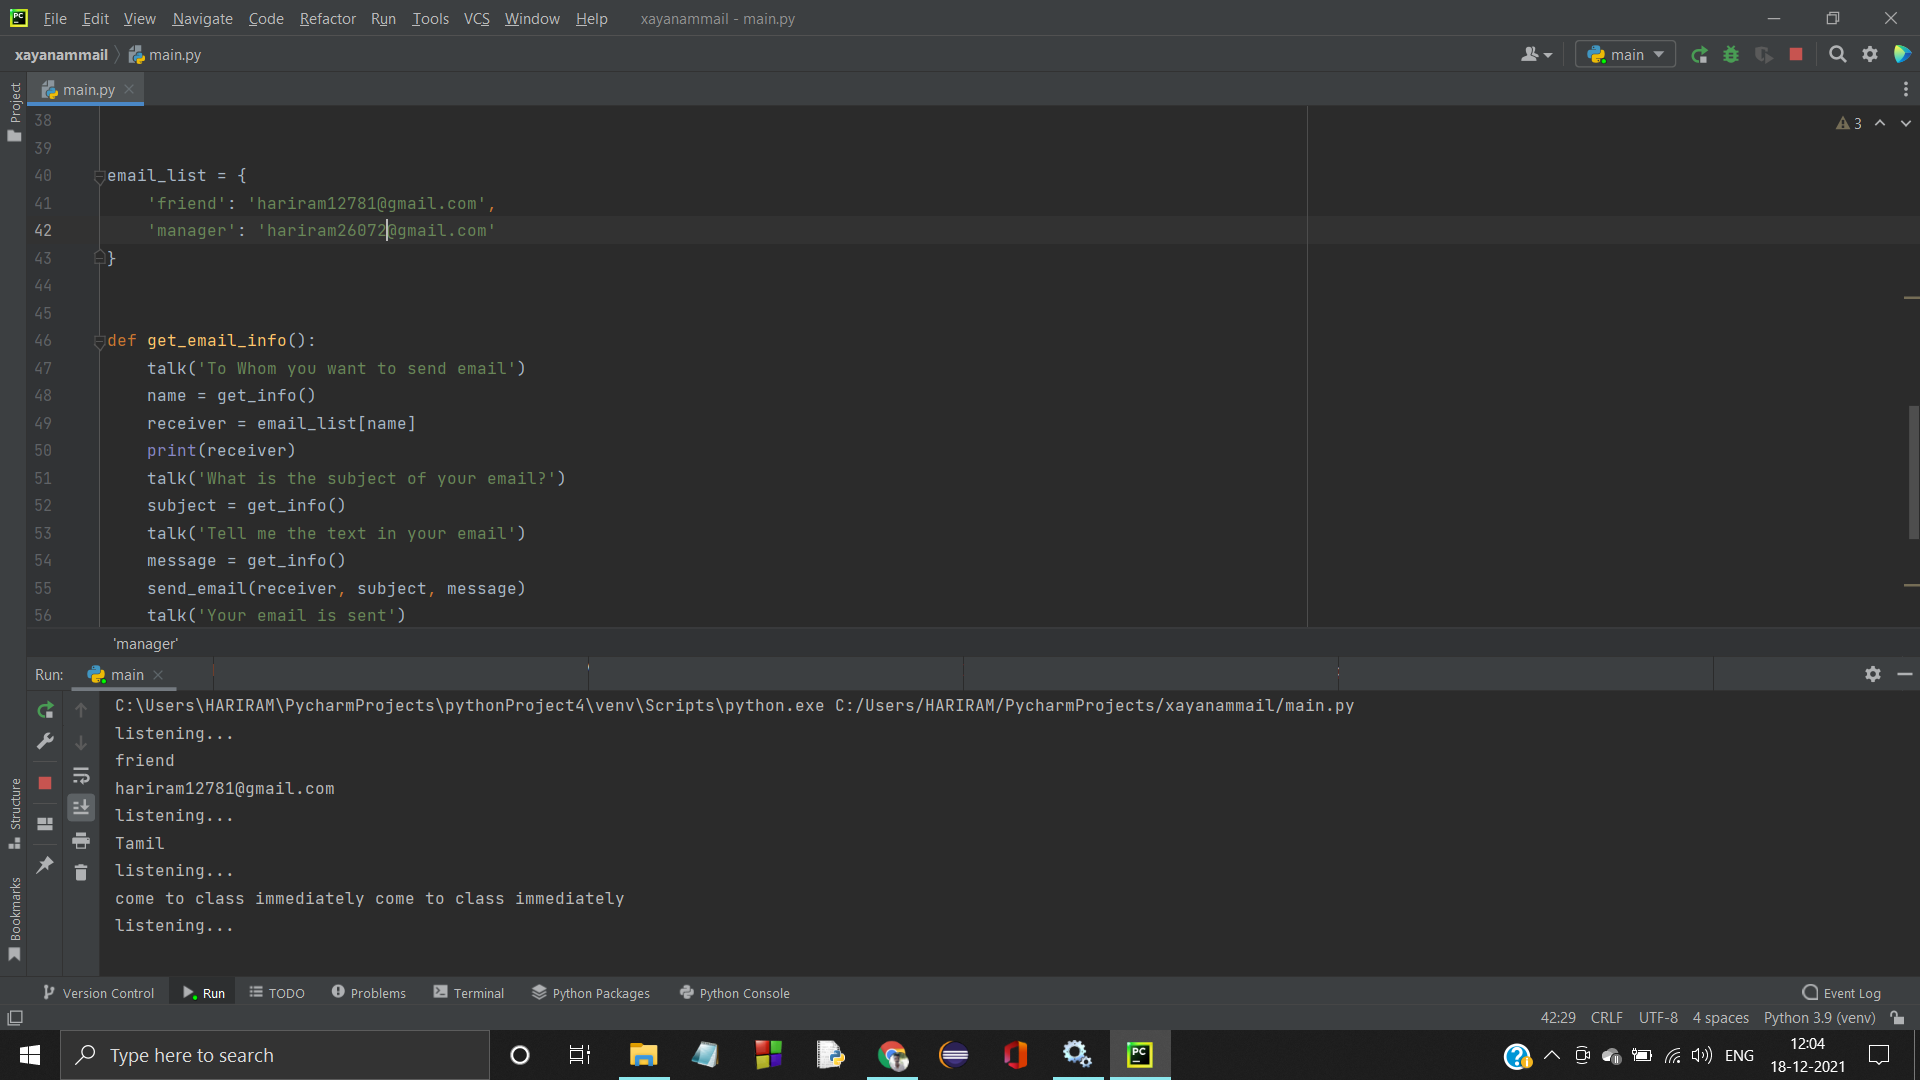 File Edit View Navigate Code Refactor Run Tools VCS Window Help xayanammail - main.py
xayanammail main.py
main
Project
main.py
3
38
39
40 email_list = {
41 'friend': 'hariram12781@gmail.com',
42 'manager': 'hariram26072@gmail.com'
43 }
44
45
46 def get_email_info():
47 talk('To Whom you want to send email')
48 name = get_info()
49 receiver = email_list[name]
50 print(receiver)
51 talk('What is the subject of your email?')
52 subject = get_info()
53 talk('Tell me the text in your email')
54 message = get_info()
55 send_email(receiver, subject, message)
56 talk('Your email is sent')
'manager'
Run: main
C:\Users\HARIRAM\PycharmProjects\pythonProject4\venv\Scripts\python.exe C:/Users/HARIRAM/PycharmProjects/xayanammail/main.py
listening...
friend
hariram12781@gmail.com
listening...
Tamil
listening...
come to class immediately come to class immediately
listening...
Structure
Bookmarks
Version Control Run TODO Problems Terminal Python Packages Python Console Event Log
42:29 CRLF UTF-8 4 spaces Python 3.9 (venv)
Type here to search
PC
ENG
12:04
18-12-2021